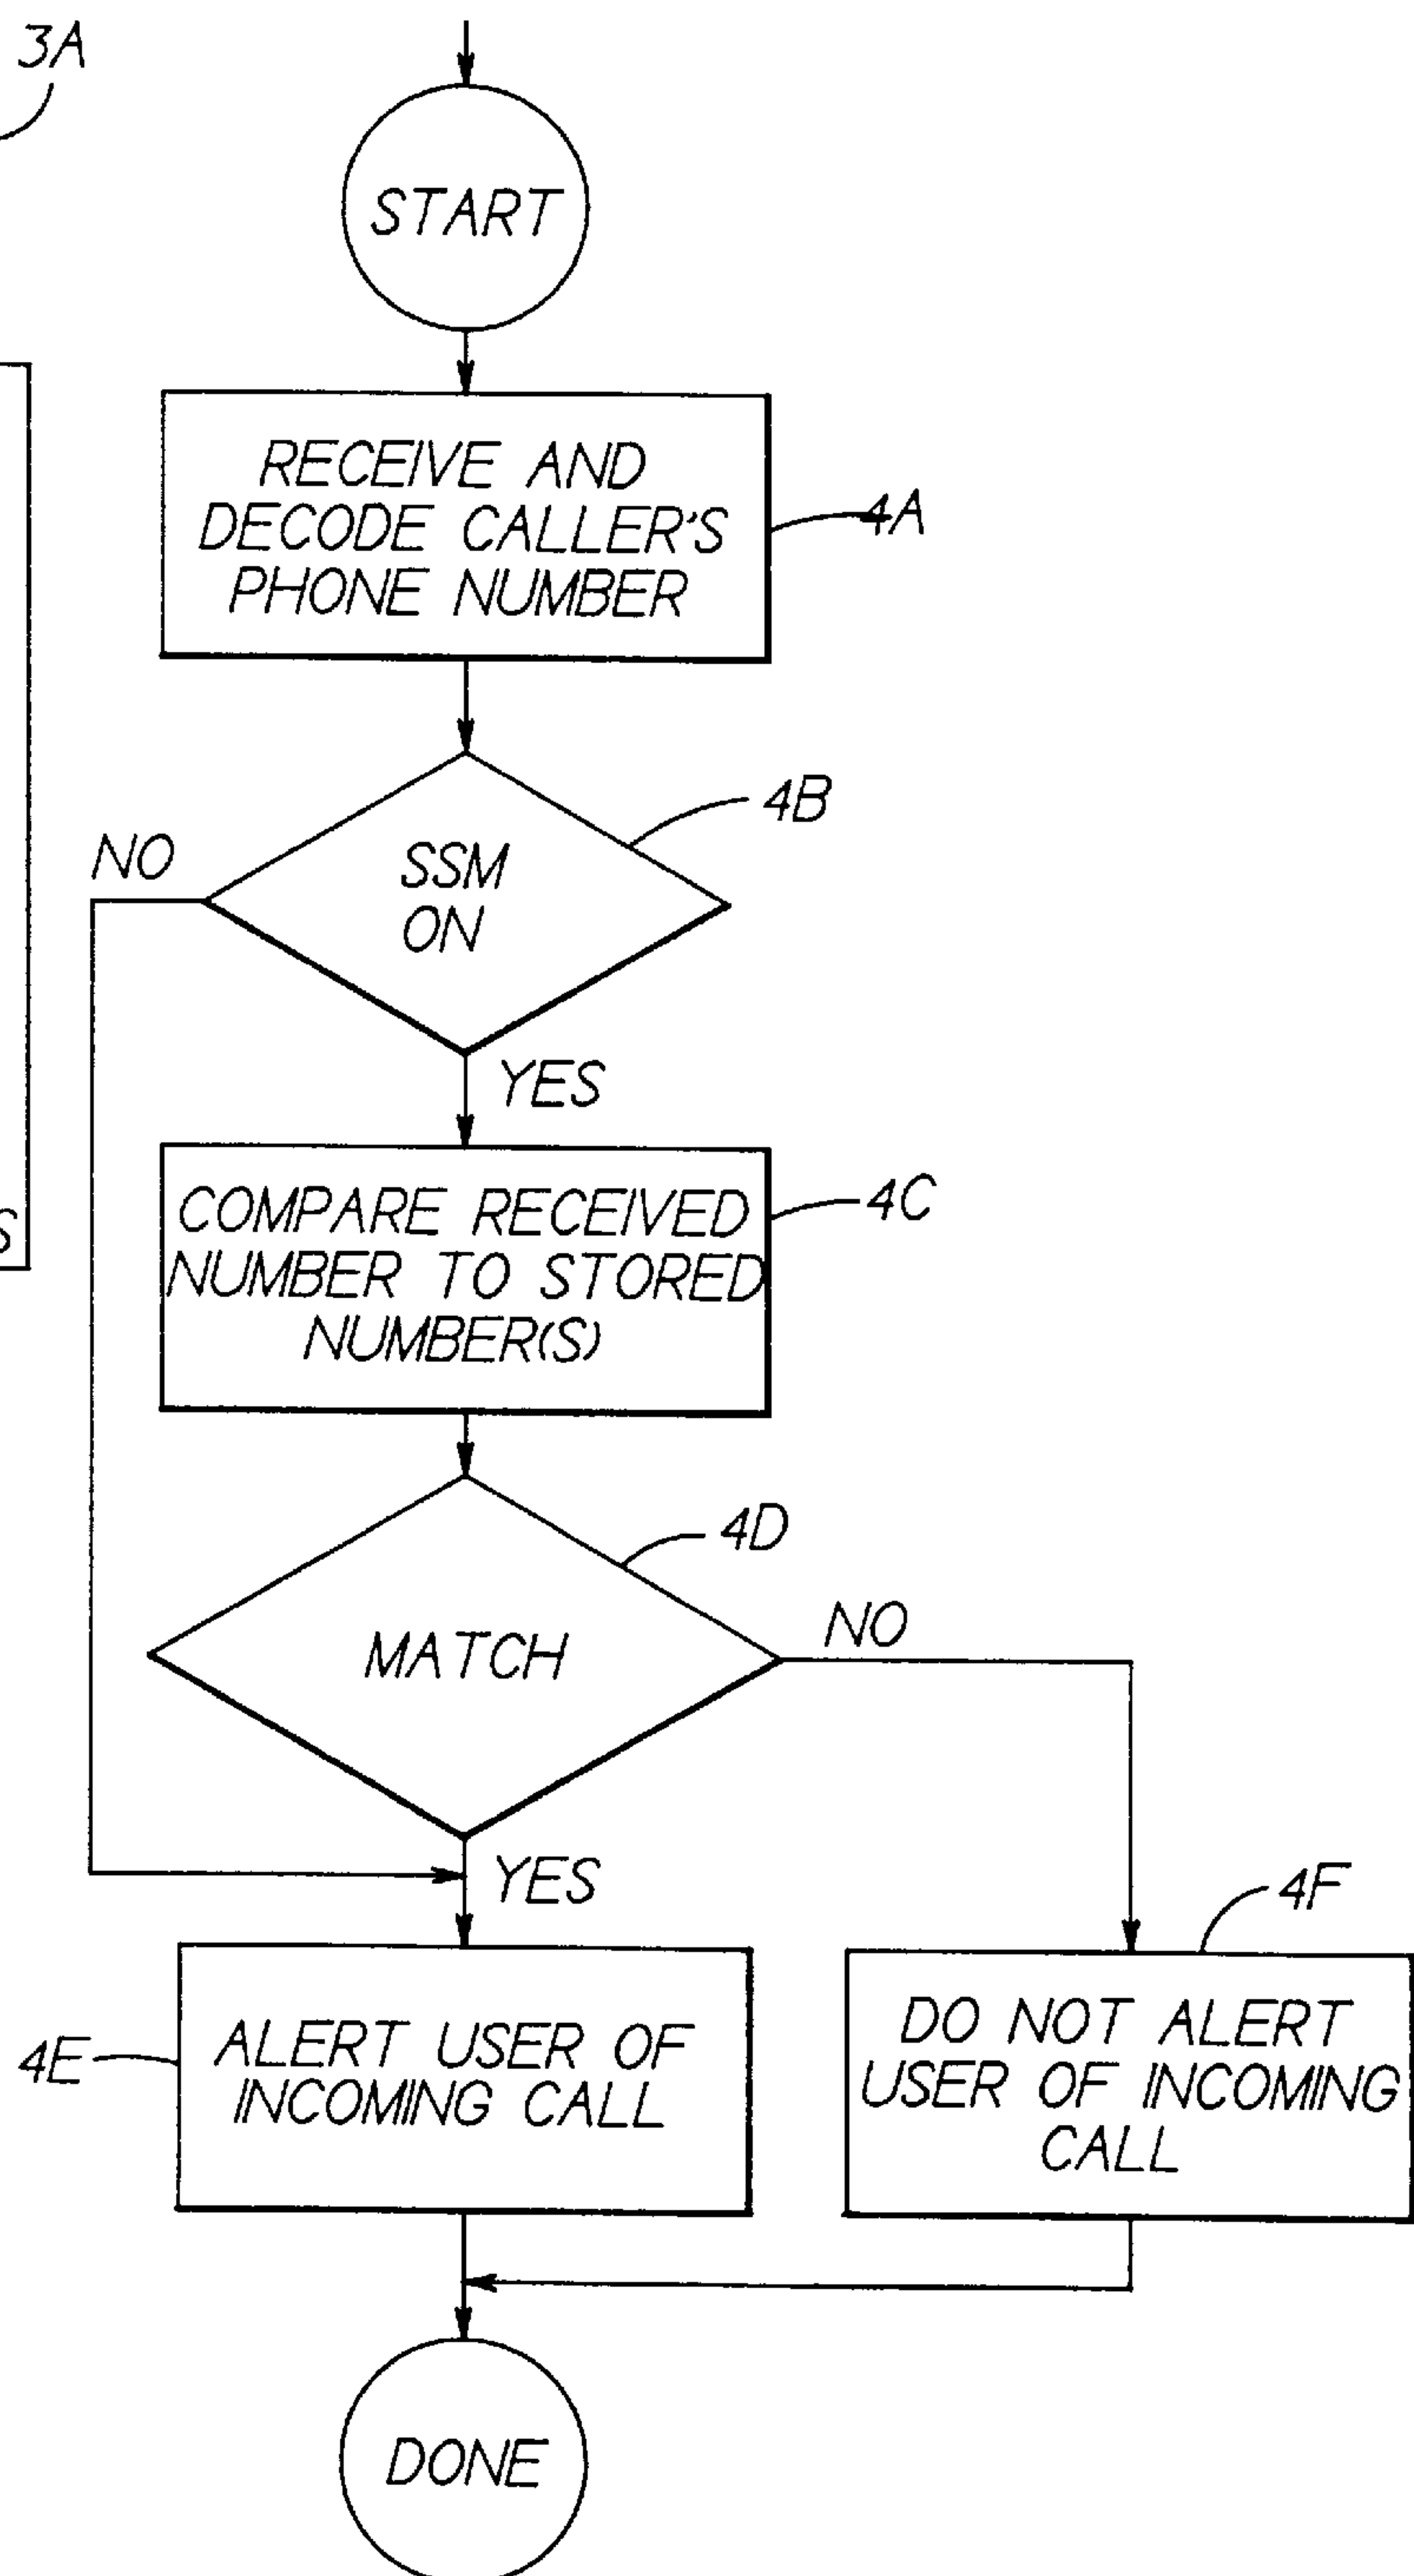 3A
START
RECEIVE AND
DECODE CALLER'S
PHONE NUMBER
4A
4B
NO
SSM
ON
YES
S
COMPARE RECEIVED
NUMBER TO STORED
NUMBER(S)
4C
4D
MATCH
NO
YES
4E
ALERT USER OF
INCOMING CALL
4F
DO NOT ALERT
USER OF INCOMING
CALL
DONE